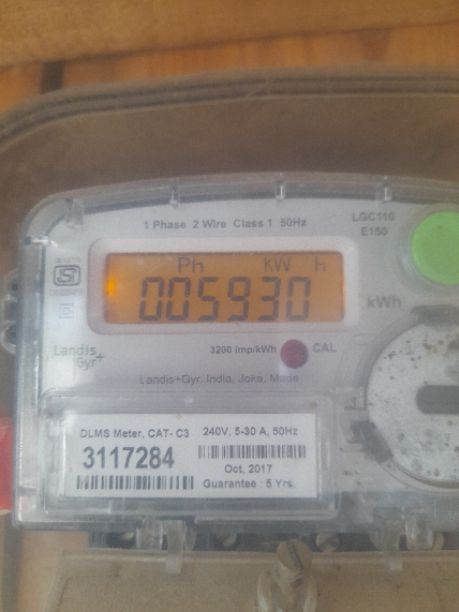 1 Phase 2 Wire Class 1 50Hz
LGC110
E150
Ph kW h
005930
kWh
Landis
Gyr+
3200 imp/kWh CAL
Landis+Gyr, India, Joka, Made
DLMS Meter, CAT- C3 240V, 5-30 A, 50Hz
3117284
Oct, 2017
Guarantee : 5 Yrs.